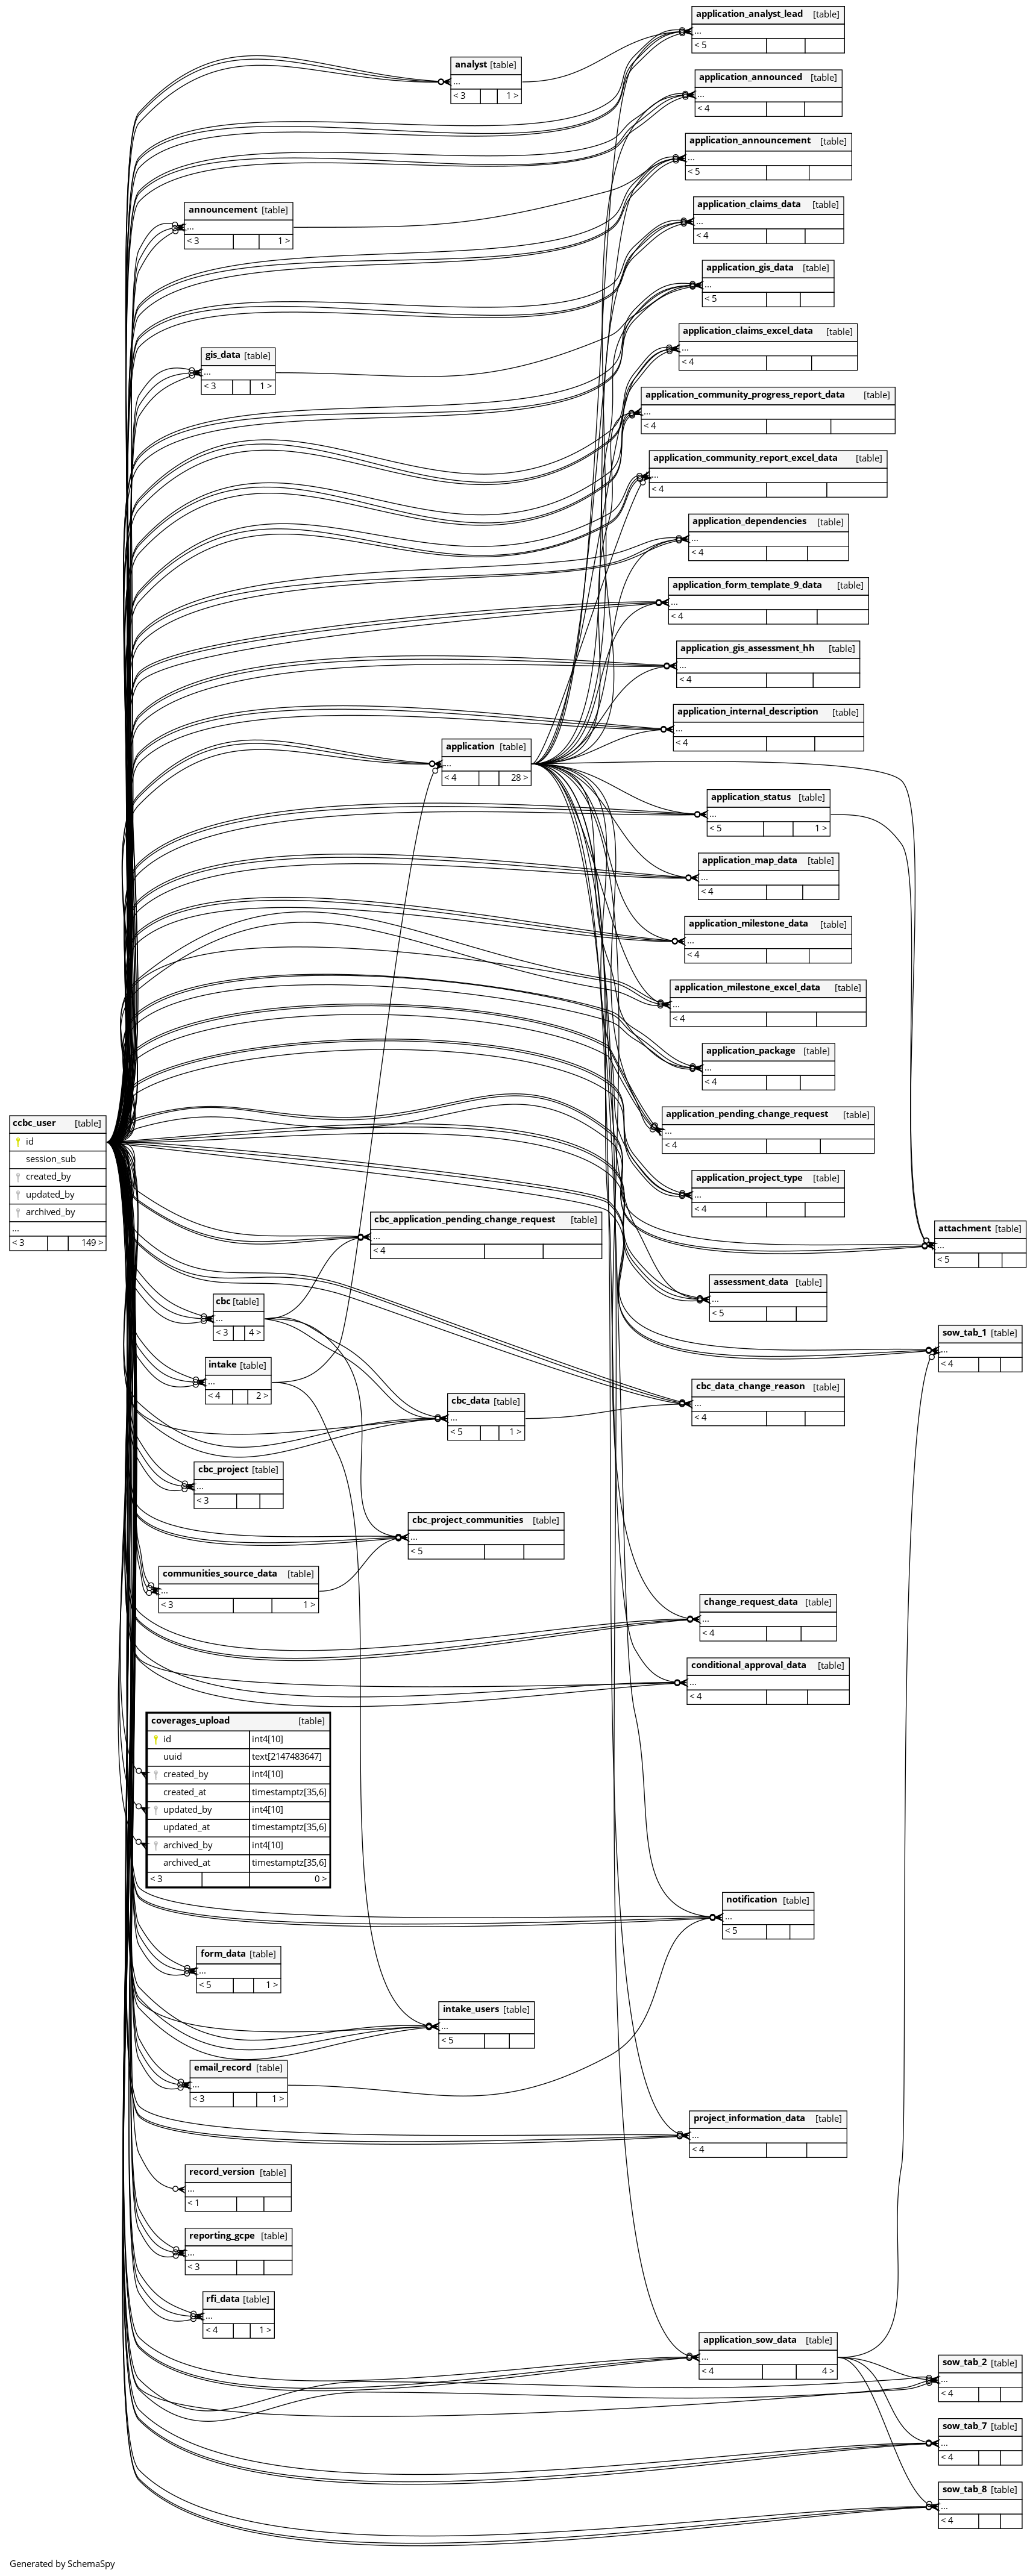 application_analyst_lead [table]
...
< 5
analyst [table]
...
< 3 1 >
application_announced [table]
...
< 4
application_announcement [table]
...
< 5
application_claims_data [table]
...
< 4
announcement [table]
...
< 3 1 >
application_gis_data [table]
...
< 5
application_claims_excel_data [table]
...
< 4
gis_data [table]
...
< 3 1 >
application_community_progress_report_data [table]
...
< 4
application_community_report_excel_data [table]
...
< 4
application_dependencies [table]
...
< 4
application_form_template_9_data [table]
...
< 4
application_gis_assessment_hh [table]
...
< 4
application_internal_description [table]
...
< 4
application [table]
...
< 4 28 >
application_status [table]
...
< 5 1 >
application_map_data [table]
...
< 4
application_milestone_data [table]
...
< 4
application_milestone_excel_data [table]
...
< 4
application_package [table]
...
< 4
application_pending_change_request [table]
...
< 4
ccbc_user [table]
id
session_sub
created_by
updated_by
archived_by
...
< 3 149 >
application_project_type [table]
...
< 4
cbc_application_pending_change_request [table]
...
< 4
attachment [table]
...
< 5
assessment_data [table]
...
< 5
cbc [table]
...
< 3 4 >
sow_tab_1 [table]
...
< 4
intake [table]
...
< 4 2 >
cbc_data_change_reason [table]
...
< 4
cbc_data [table]
...
< 5 1 >
cbc_project [table]
...
< 3
cbc_project_communities [table]
...
< 5
communities_source_data [table]
...
< 3 1 >
change_request_data [table]
...
< 4
conditional_approval_data [table]
...
< 4
coverages_upload [table]
id int4[10]
uuid text[2147483647]
created_by int4[10]
created_at timestamptz[35,6]
updated_by int4[10]
updated_at timestamptz[35,6]
archived_by int4[10]
archived_at timestamptz[35,6]
< 3 0 >
notification [table]
...
< 5
form_data [table]
...
< 5 1 >
intake_users [table]
...
< 5
email_record [table]
...
< 3 1 >
project_information_data [table]
...
< 4
record_version [table]
...
< 1
reporting_gcpe [table]
...
< 3
rfi_data [table]
...
< 4 1 >
application_sow_data [table]
...
< 4 4 >
sow_tab_2 [table]
...
< 4
sow_tab_7 [table]
...
< 4
sow_tab_8 [table]
...
< 4
Generated by SchemaSpy